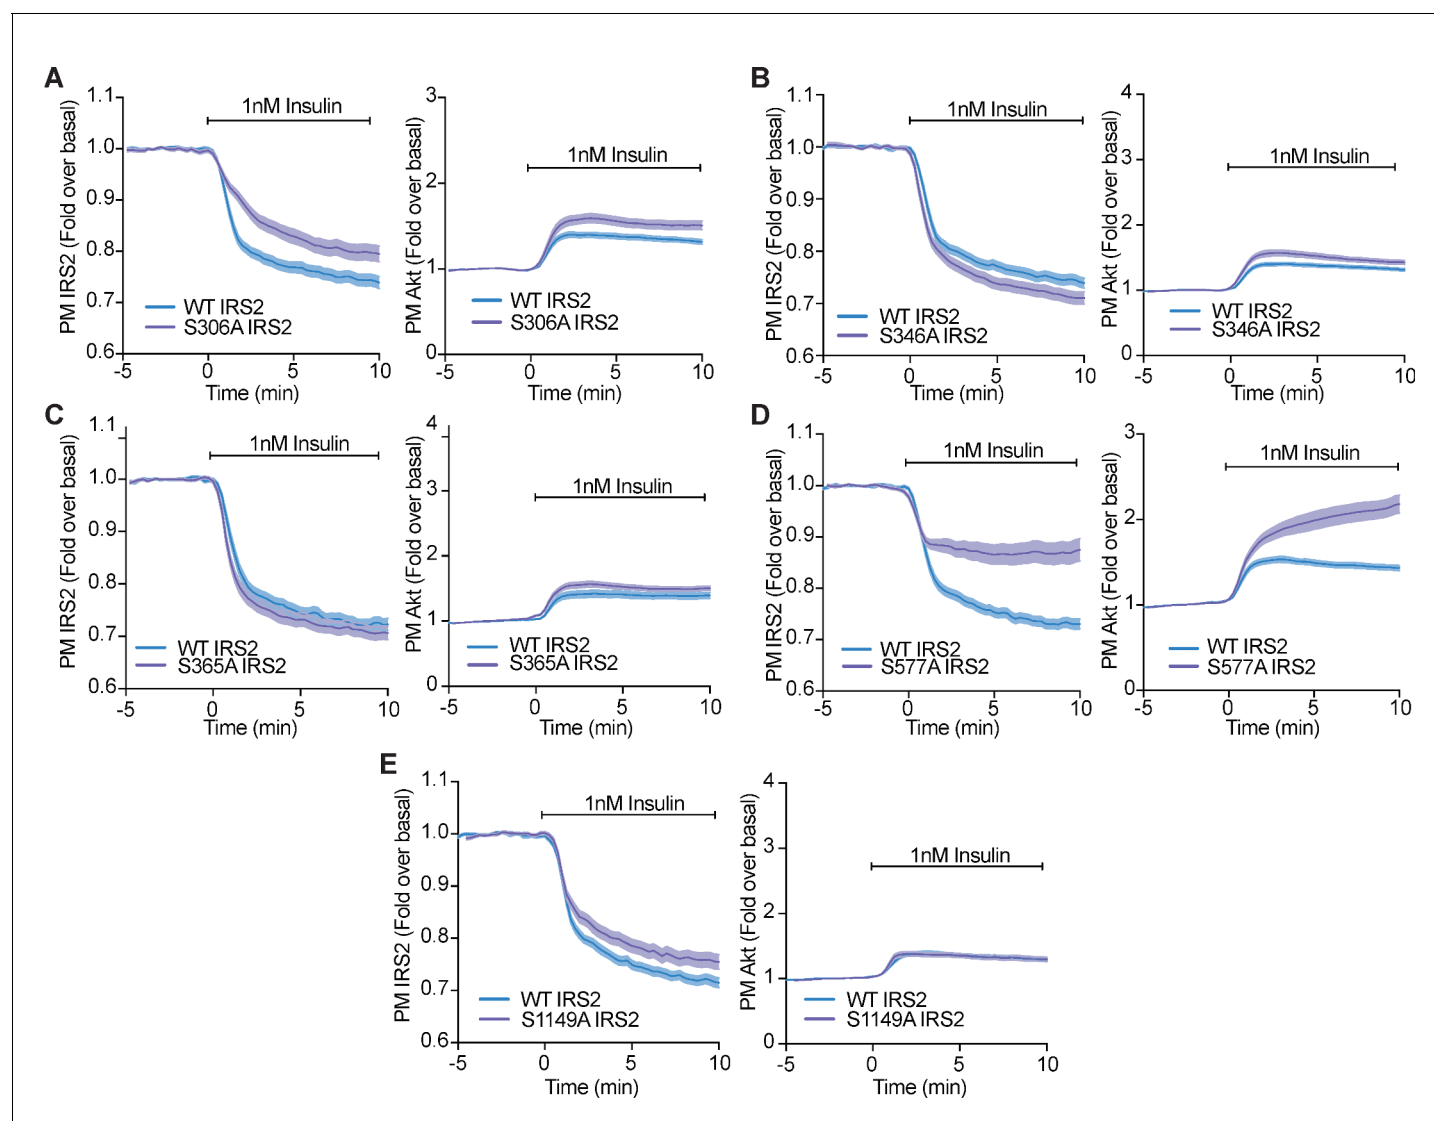 A
PM IRS2 (Fold over basal)
1.1
1.0
0.9
0.8
0.7
0.6
1nM Insulin
WT IRS2
S306A IRS2
-5
0
5
10
Time (min)
PM Akt (Fold over basal)
3
2
1
0
1nM Insulin
WT IRS2
S306A IRS2
-5
0
5
10
Time (min)
B
PM IRS2 (Fold over basal)
1.1
1.0
0.9
0.8
0.7
0.6
1nM Insulin
WT IRS2
S346A IRS2
-5
0
5
10
Time (min)
PM Akt (Fold over basal)
4
3
2
1
0
1nM Insulin
WT IRS2
S346A IRS2
-5
0
5
10
Time (min)
C
PM IRS2 (Fold over basal)
1.1
1.0
0.9
0.8
0.7
0.6
1nM Insulin
WT IRS2
S365A IRS2
-5
0
5
10
Time (min)
PM Akt (Fold over basal)
4
3
2
1
0
1nM Insulin
WT IRS2
S365A IRS2
-5
0
5
10
Time (min)
D
PM IRS2 (Fold over basal)
1.1
1.0
0.9
0.8
0.7
0.6
1nM Insulin
WT IRS2
S577A IRS2
-5
0
5
10
Time (min)
PM Akt (Fold over basal)
3
2
1
0
1nM Insulin
WT IRS2
S577A IRS2
-5
0
5
10
Time (min)
E
PM IRS2 (Fold over basal)
1.1
1.0
0.9
0.8
0.7
0.6
1nM Insulin
WT IRS2
S1149A IRS2
-5
0
5
10
Time (min)
PM Akt (Fold over basal)
4
3
2
1
0
1nM Insulin
WT IRS2
S1149A IRS2
-5
0
5
10
Time (min)